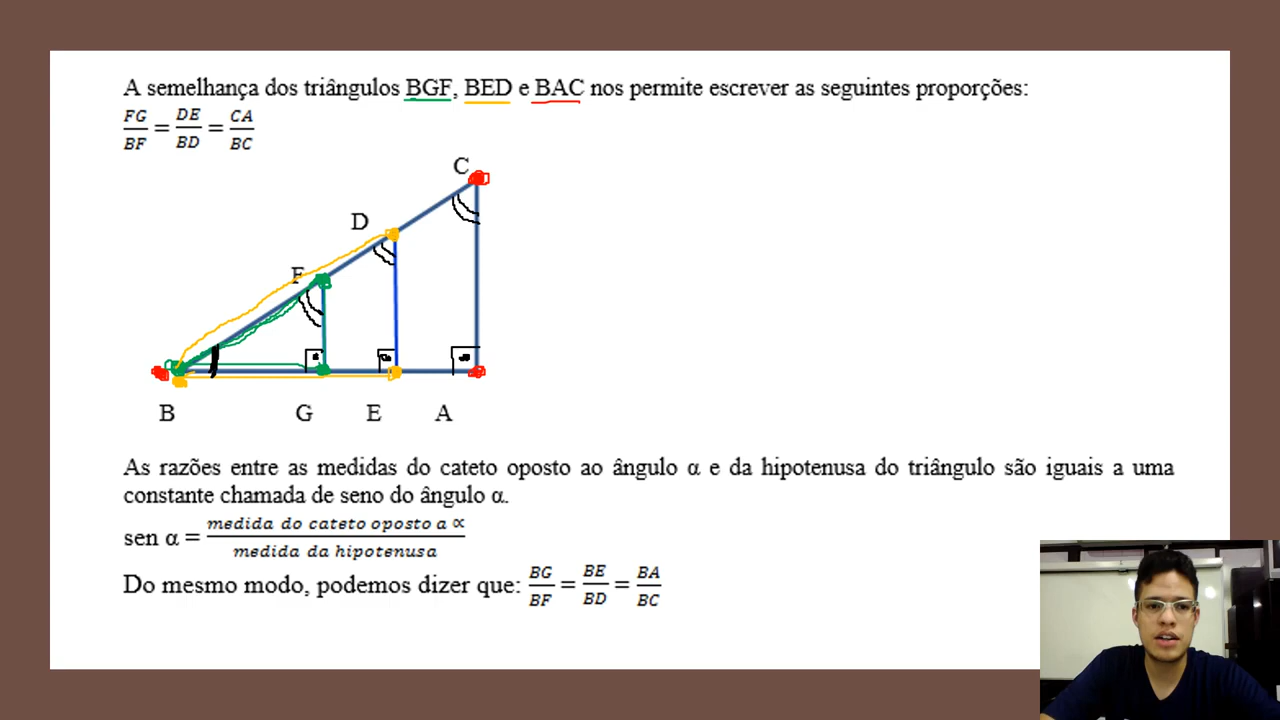 A semelhança dos triângulos BGF, BED e BAC nos permite escrever as seguintes proporções:
FG/BF = DE/BD = CA/BC
C
D
F
B G E A
As razões entre as medidas do cateto oposto ao ângulo α e da hipotenusa do triângulo são iguais a uma
constante chamada de seno do ângulo α.
sen α = medida do cateto oposto a ∝ / medida da hipotenusa
Do mesmo modo, podemos dizer que: BG/BF = BE/BD = BA/BC